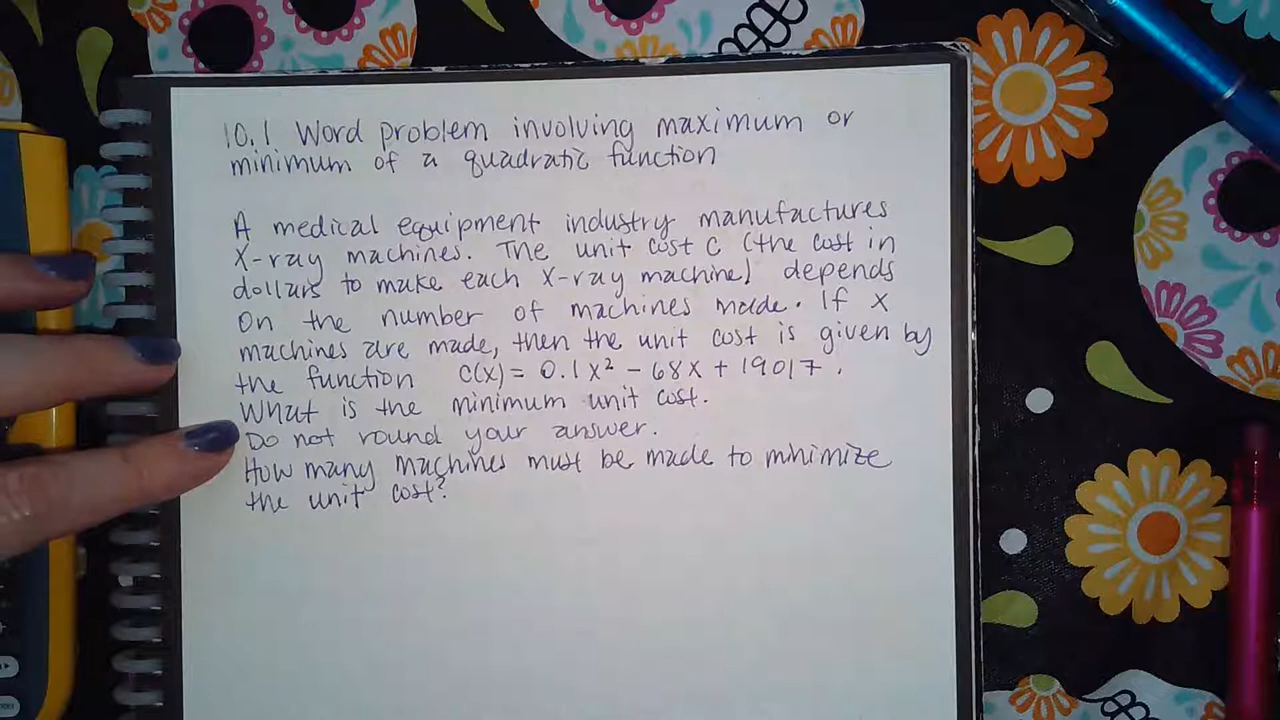 10.1 Word problem involving maximum or
minimum of a quadratic function
A medical equipment industry manufactures
X-ray machines. The unit cost C (the cost in
dollars to make each X-ray machine) depends
on the number of machines made. If x
machines are made, then the unit cost is given by
the function C(x) = 0.1x² - 68x + 19017.
What is the minimum unit cost.
Do not round your answer.
How many machines must be made to minimize
the unit cost?